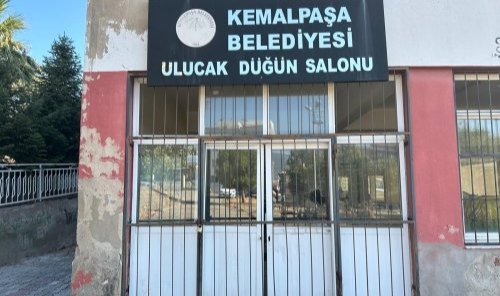 KEMALPAŞA
BELEDİYESİ
ULUCAK DÜĞÜN SALONU